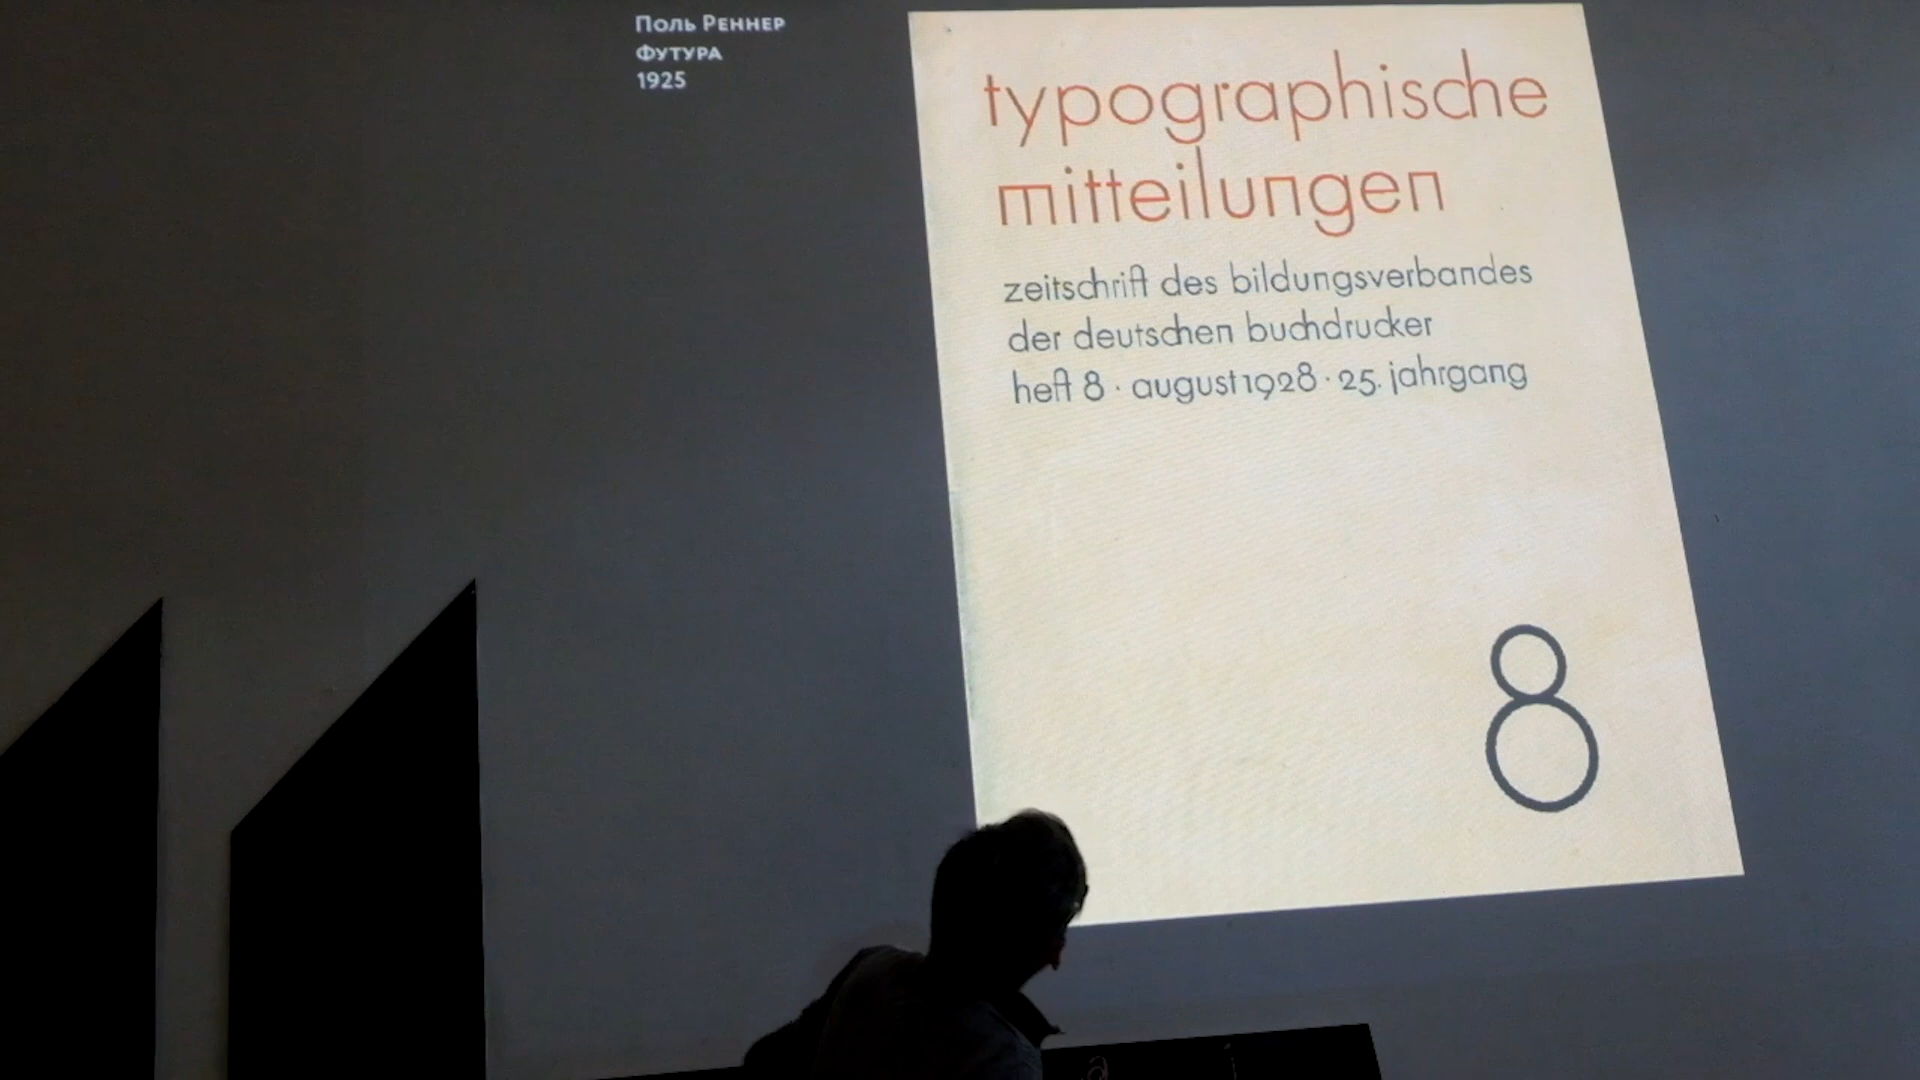 Поль Реннер
Футура
1925
typographische
mitteilungen
zeitschrift des bildungsverbandes
der deutschen buchdrucker
heft 8 · august 1928 · 25. jahrgang
8